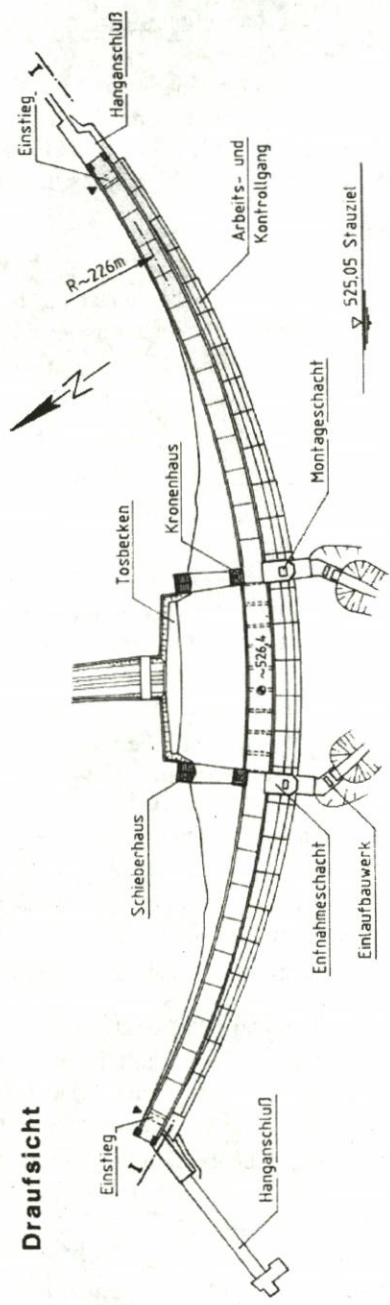 Draufsicht
Einstieg
I
Hanganschluß
Schieberhaus
Tosbecken
Kronenhaus
N
R~226m
Einstieg
Hanganschluß
I
Arbeits- und
Kontrollgang
~526,4
525,05 Stauziel
Entnahmeschacht
Einlaufbauwerk
Montageschacht